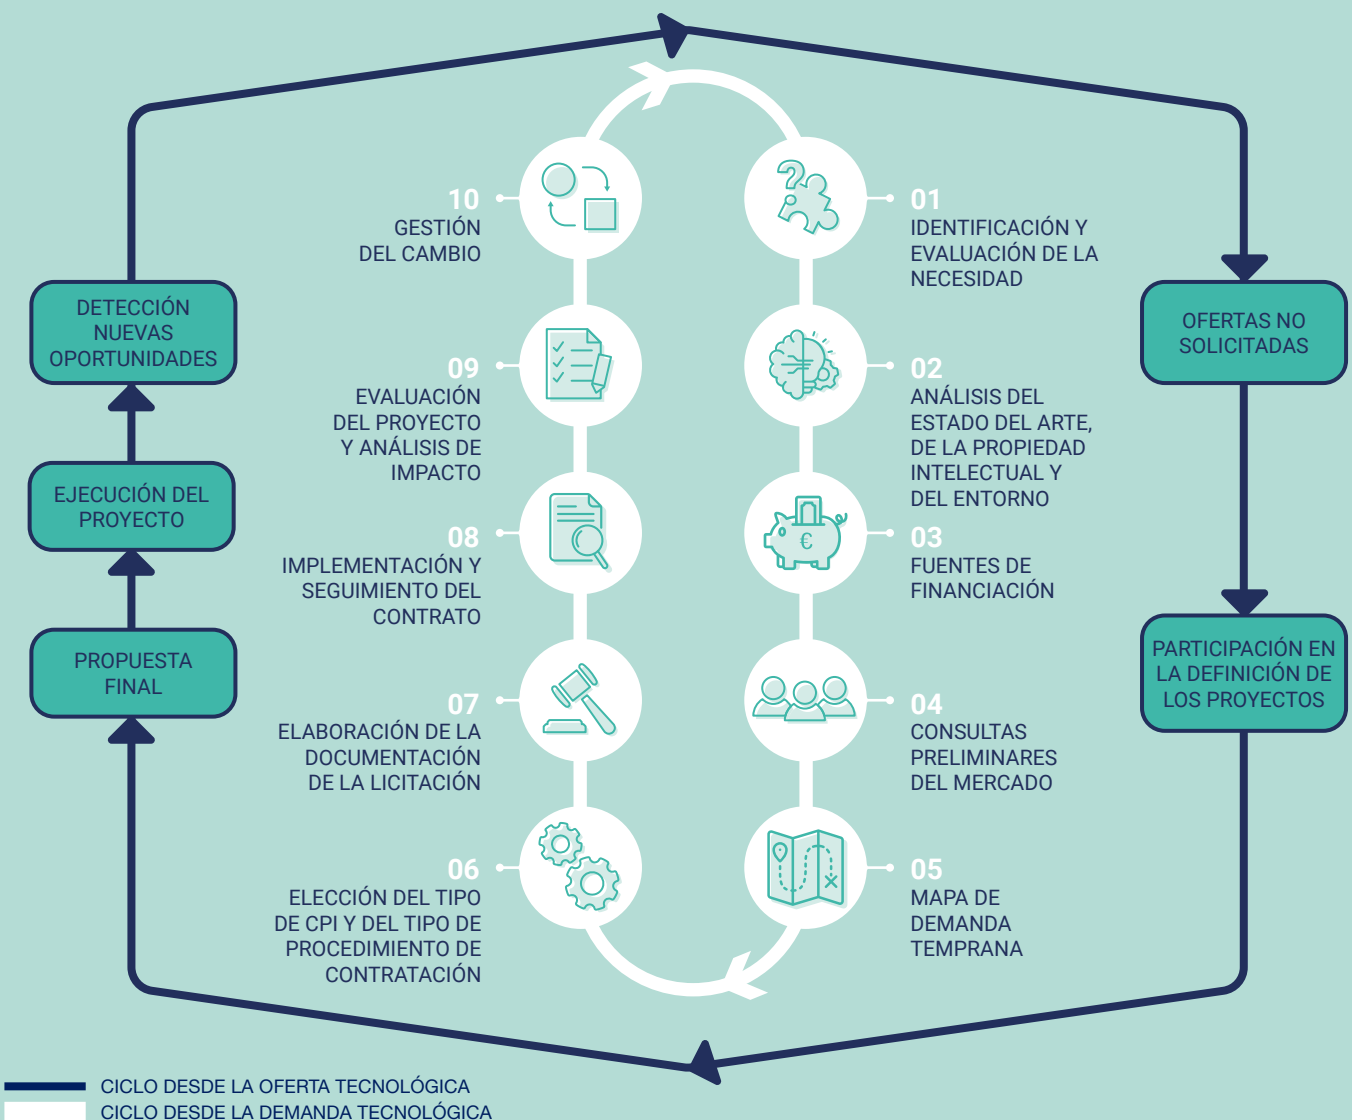 01
IDENTIFICACIÓN Y
EVALUACIÓN DE LA
NECESIDAD
02
ANÁLISIS DEL
ESTADO DEL ARTE,
DE LA PROPIEDAD
INTELECTUAL Y
DEL ENTORNO
03
FUENTES DE
FINANCIACIÓN
€
04
CONSULTAS
PRELIMINARES
DEL MERCADO
05
MAPA DE
DEMANDA
TEMPRANA
06
ELECCIÓN DEL TIPO
DE CPI Y DEL TIPO DE
PROCEDIMIENTO DE
CONTRATACIÓN
07
ELABORACIÓN DE LA
DOCUMENTACIÓN
DE LA LICITACIÓN
08
IMPLEMENTACIÓN Y
SEGUIMIENTO DEL
CONTRATO
09
EVALUACIÓN
DEL PROYECTO
Y ANÁLISIS DE
IMPACTO
10
GESTIÓN
DEL CAMBIO
OFERTAS NO
SOLICITADAS
PARTICIPACIÓN EN
LA DEFINICIÓN DE
LOS PROYECTOS
PROPUESTA
FINAL
EJECUCIÓN DEL
PROYECTO
DETECCIÓN
NUEVAS
OPORTUNIDADES
CICLO DESDE LA OFERTA TECNOLÓGICA
CICLO DESDE LA DEMANDA TECNOLÓGICA